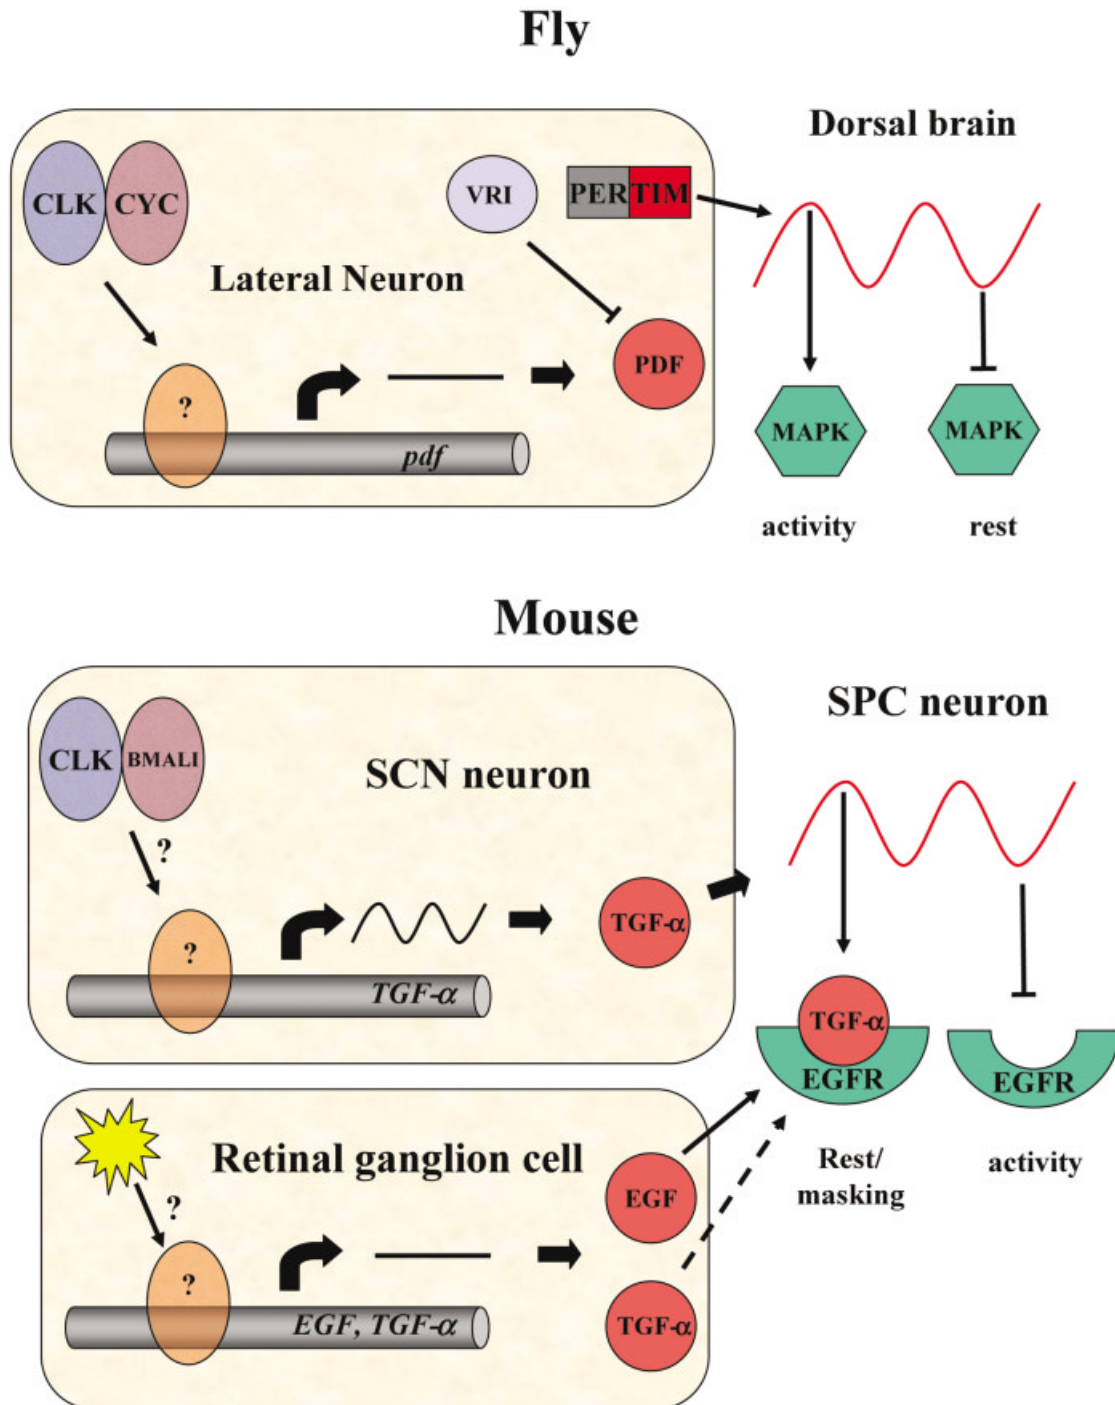 Fly
Dorsal brain
CLK CYC
VRI
PER TIM
Lateral Neuron
PDF
?
pdf
MAPK
MAPK
activity
rest
Mouse
SPC neuron
CLK BMALI
SCN neuron
?
?
TGF-α
TGF-α
TGF-α
EGFR
EGFR
Rest/
masking
activity
Retinal ganglion cell
?
EGF
?
EGF, TGF-α
TGF-α